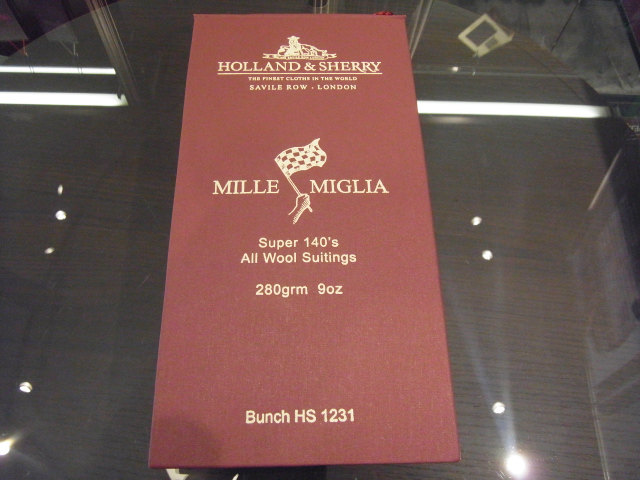 HOLLAND & SHERRY
THE FINEST CLOTHS IN THE WORLD
SAVILE ROW . LONDON
MILLE MIGLIA
Super 140's
All Wool Suitings
280grm 9oz
Bunch HS 1231